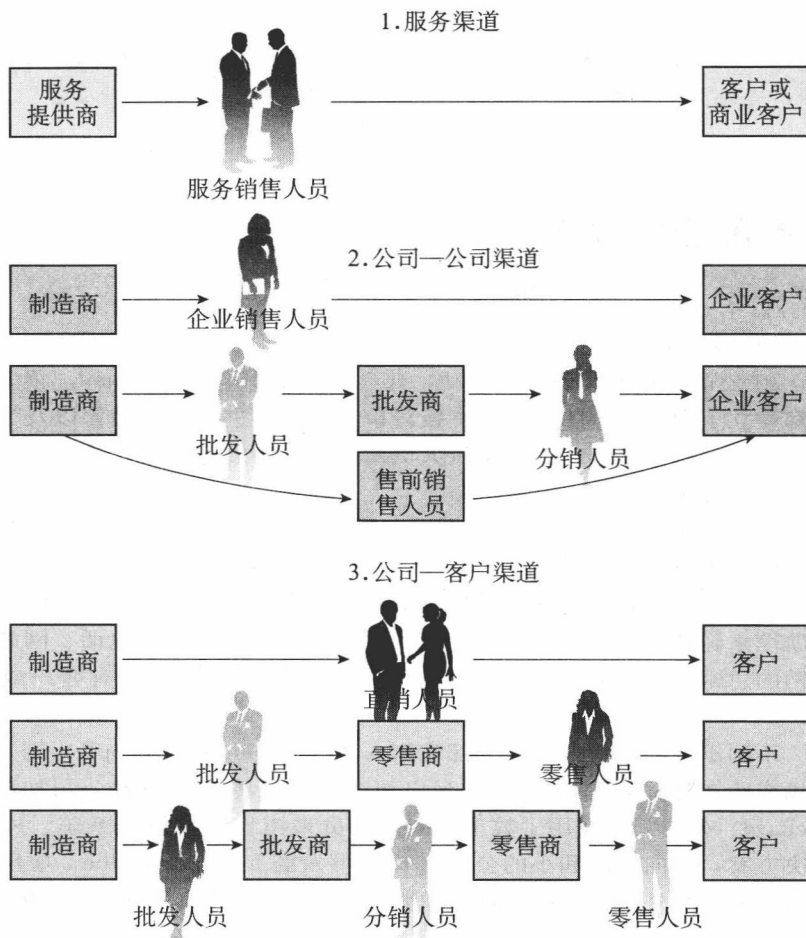 1.服务渠道
服务
提供商
客户或
商业客户
服务销售人员
2.公司—公司渠道
制造商
企业销售人员
企业客户
制造商
批发人员
批发商
分销人员
企业客户
售前销
售人员
3.公司—客户渠道
制造商
直销人员
客户
制造商
批发人员
零售商
零售人员
客户
制造商
批发人员
批发商
分销人员
零售商
零售人员
客户